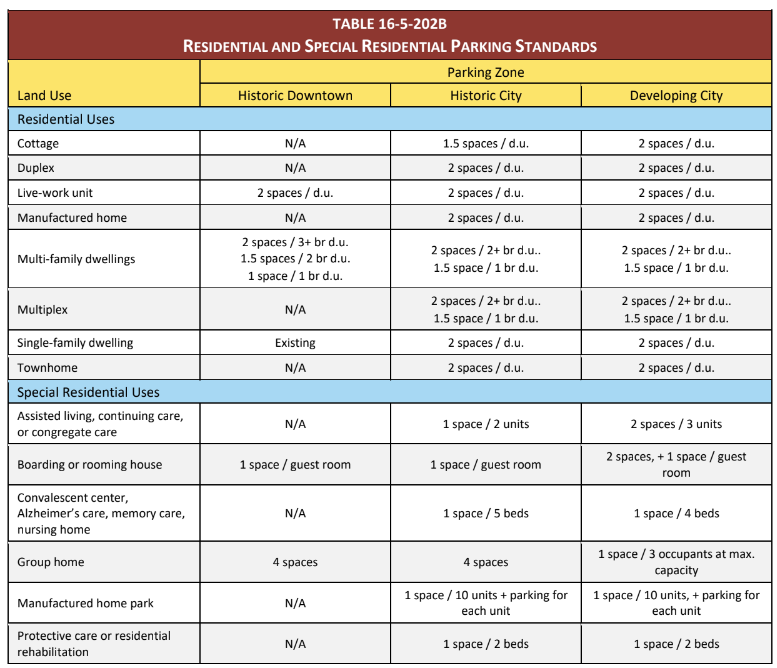 TABLE 16-5-202B
RESIDENTIAL AND SPECIAL RESIDENTIAL PARKING STANDARDS
Land Use
Parking Zone
Historic Downtown
Historic City
Developing City
Residential Uses
Cottage
N/A
1.5 spaces / d.u.
2 spaces / d.u.
Duplex
N/A
2 spaces / d.u.
2 spaces / d.u.
Live-work unit
2 spaces / d.u.
2 spaces / d.u.
2 spaces / d.u.
Manufactured home
N/A
2 spaces / d.u.
2 spaces / d.u.
Multi-family dwellings
2 spaces / 3+ br d.u.
1.5 spaces / 2 br d.u.
1 space / 1 br d.u.
2 spaces / 2+ br d.u..
1.5 space / 1 br d.u.
2 spaces / 2+ br d.u..
1.5 space / 1 br d.u.
Multiplex
N/A
2 spaces / 2+ br d.u..
1.5 space / 1 br d.u.
2 spaces / 2+ br d.u..
1.5 space / 1 br d.u.
Single-family dwelling
Existing
2 spaces / d.u.
2 spaces / d.u.
Townhome
N/A
2 spaces / d.u.
2 spaces / d.u.
Special Residential Uses
Assisted living, continuing care,
or congregate care
N/A
1 space / 2 units
2 spaces / 3 units
Boarding or rooming house
1 space / guest room
1 space / guest room
2 spaces, + 1 space / guest
room
Convalescent center,
Alzheimer's care, memory care,
nursing home
N/A
1 space / 5 beds
1 space / 4 beds
Group home
4 spaces
4 spaces
1 space / 3 occupants at max.
capacity
Manufactured home park
N/A
1 space / 10 units + parking for
each unit
1 space / 10 units, + parking for
each unit
Protective care or residential
rehabilitation
N/A
1 space / 2 beds
1 space / 2 beds